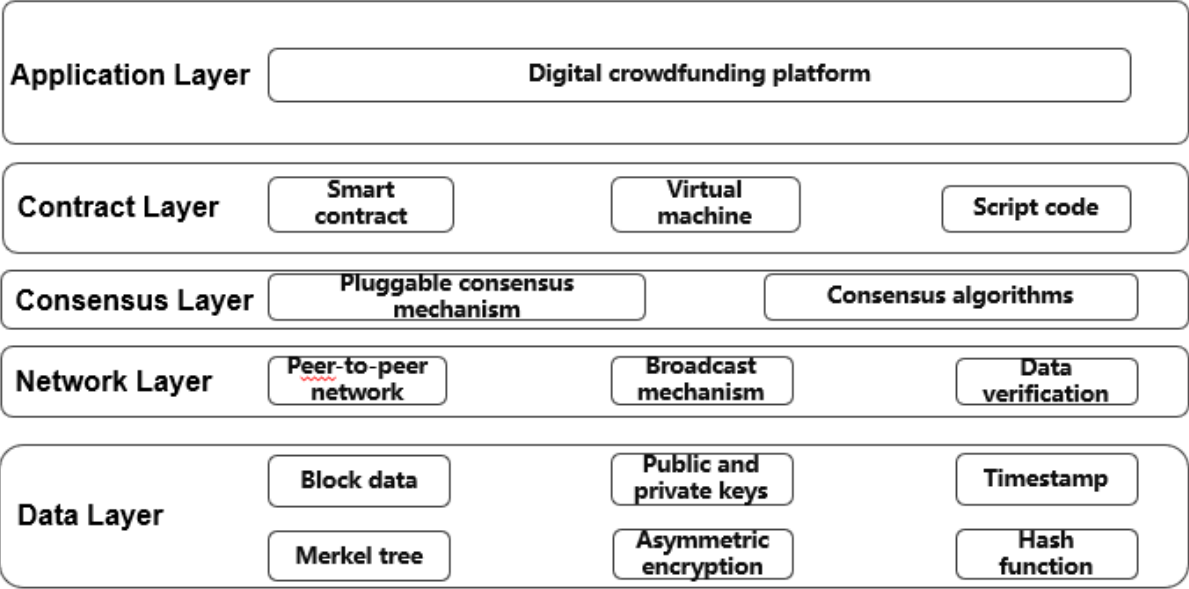 Application Layer
Digital crowdfunding platform
Contract Layer
Smart
contract
Virtual
machine
Script code
Consensus Layer
Pluggable consensus
mechanism
Consensus algorithms
Network Layer
Peer-to-peer
network
Broadcast
mechanism
Data
verification
Data Layer
Block data
Public and
private keys
Timestamp
Merkel tree
Asymmetric
encryption
Hash
function